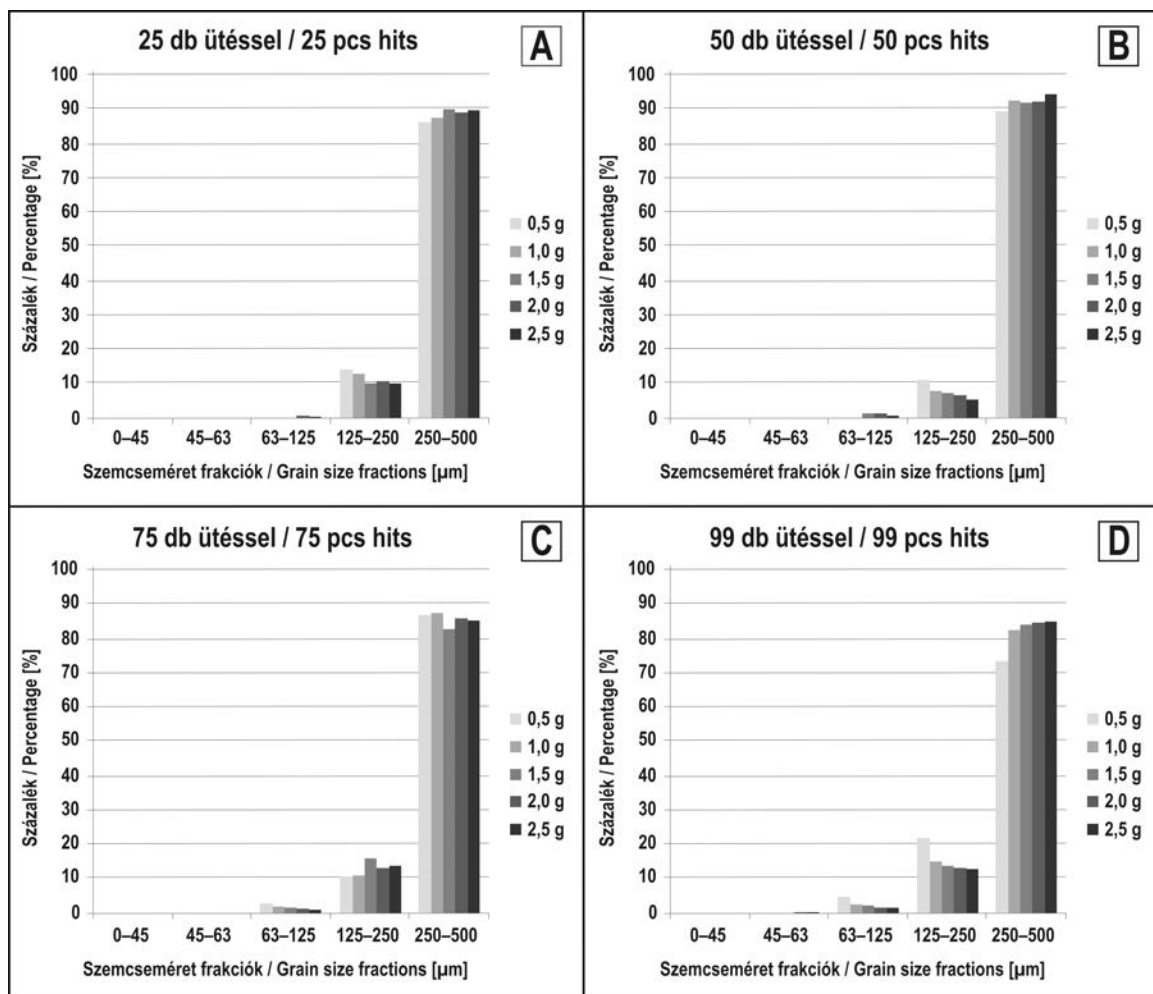 25 db ütéssel / 25 pcs hits
A
Százalék / Percentage [%]
100
90
80
70
60
50
40
30
20
10
0
0–45 45–63 63–125 125–250 250–500
Szemcseméret frakciók / Grain size fractions [µm]
0,5 g
1,0 g
1,5 g
2,0 g
2,5 g
50 db ütéssel / 50 pcs hits
B
Százalék / Percentage [%]
100
90
80
70
60
50
40
30
20
10
0
0–45 45–63 63–125 125–250 250–500
Szemcseméret frakciók / Grain size fractions [µm]
0,5 g
1,0 g
1,5 g
2,0 g
2,5 g
75 db ütéssel / 75 pcs hits
C
Százalék / Percentage [%]
100
90
80
70
60
50
40
30
20
10
0
0–45 45–63 63–125 125–250 250–500
Szemcseméret frakciók / Grain size fractions [µm]
0,5 g
1,0 g
1,5 g
2,0 g
2,5 g
99 db ütéssel / 99 pcs hits
D
Százalék / Percentage [%]
100
90
80
70
60
50
40
30
20
10
0
0–45 45–63 63–125 125–250 250–500
Szemcseméret frakciók / Grain size fractions [µm]
0,5 g
1,0 g
1,5 g
2,0 g
2,5 g